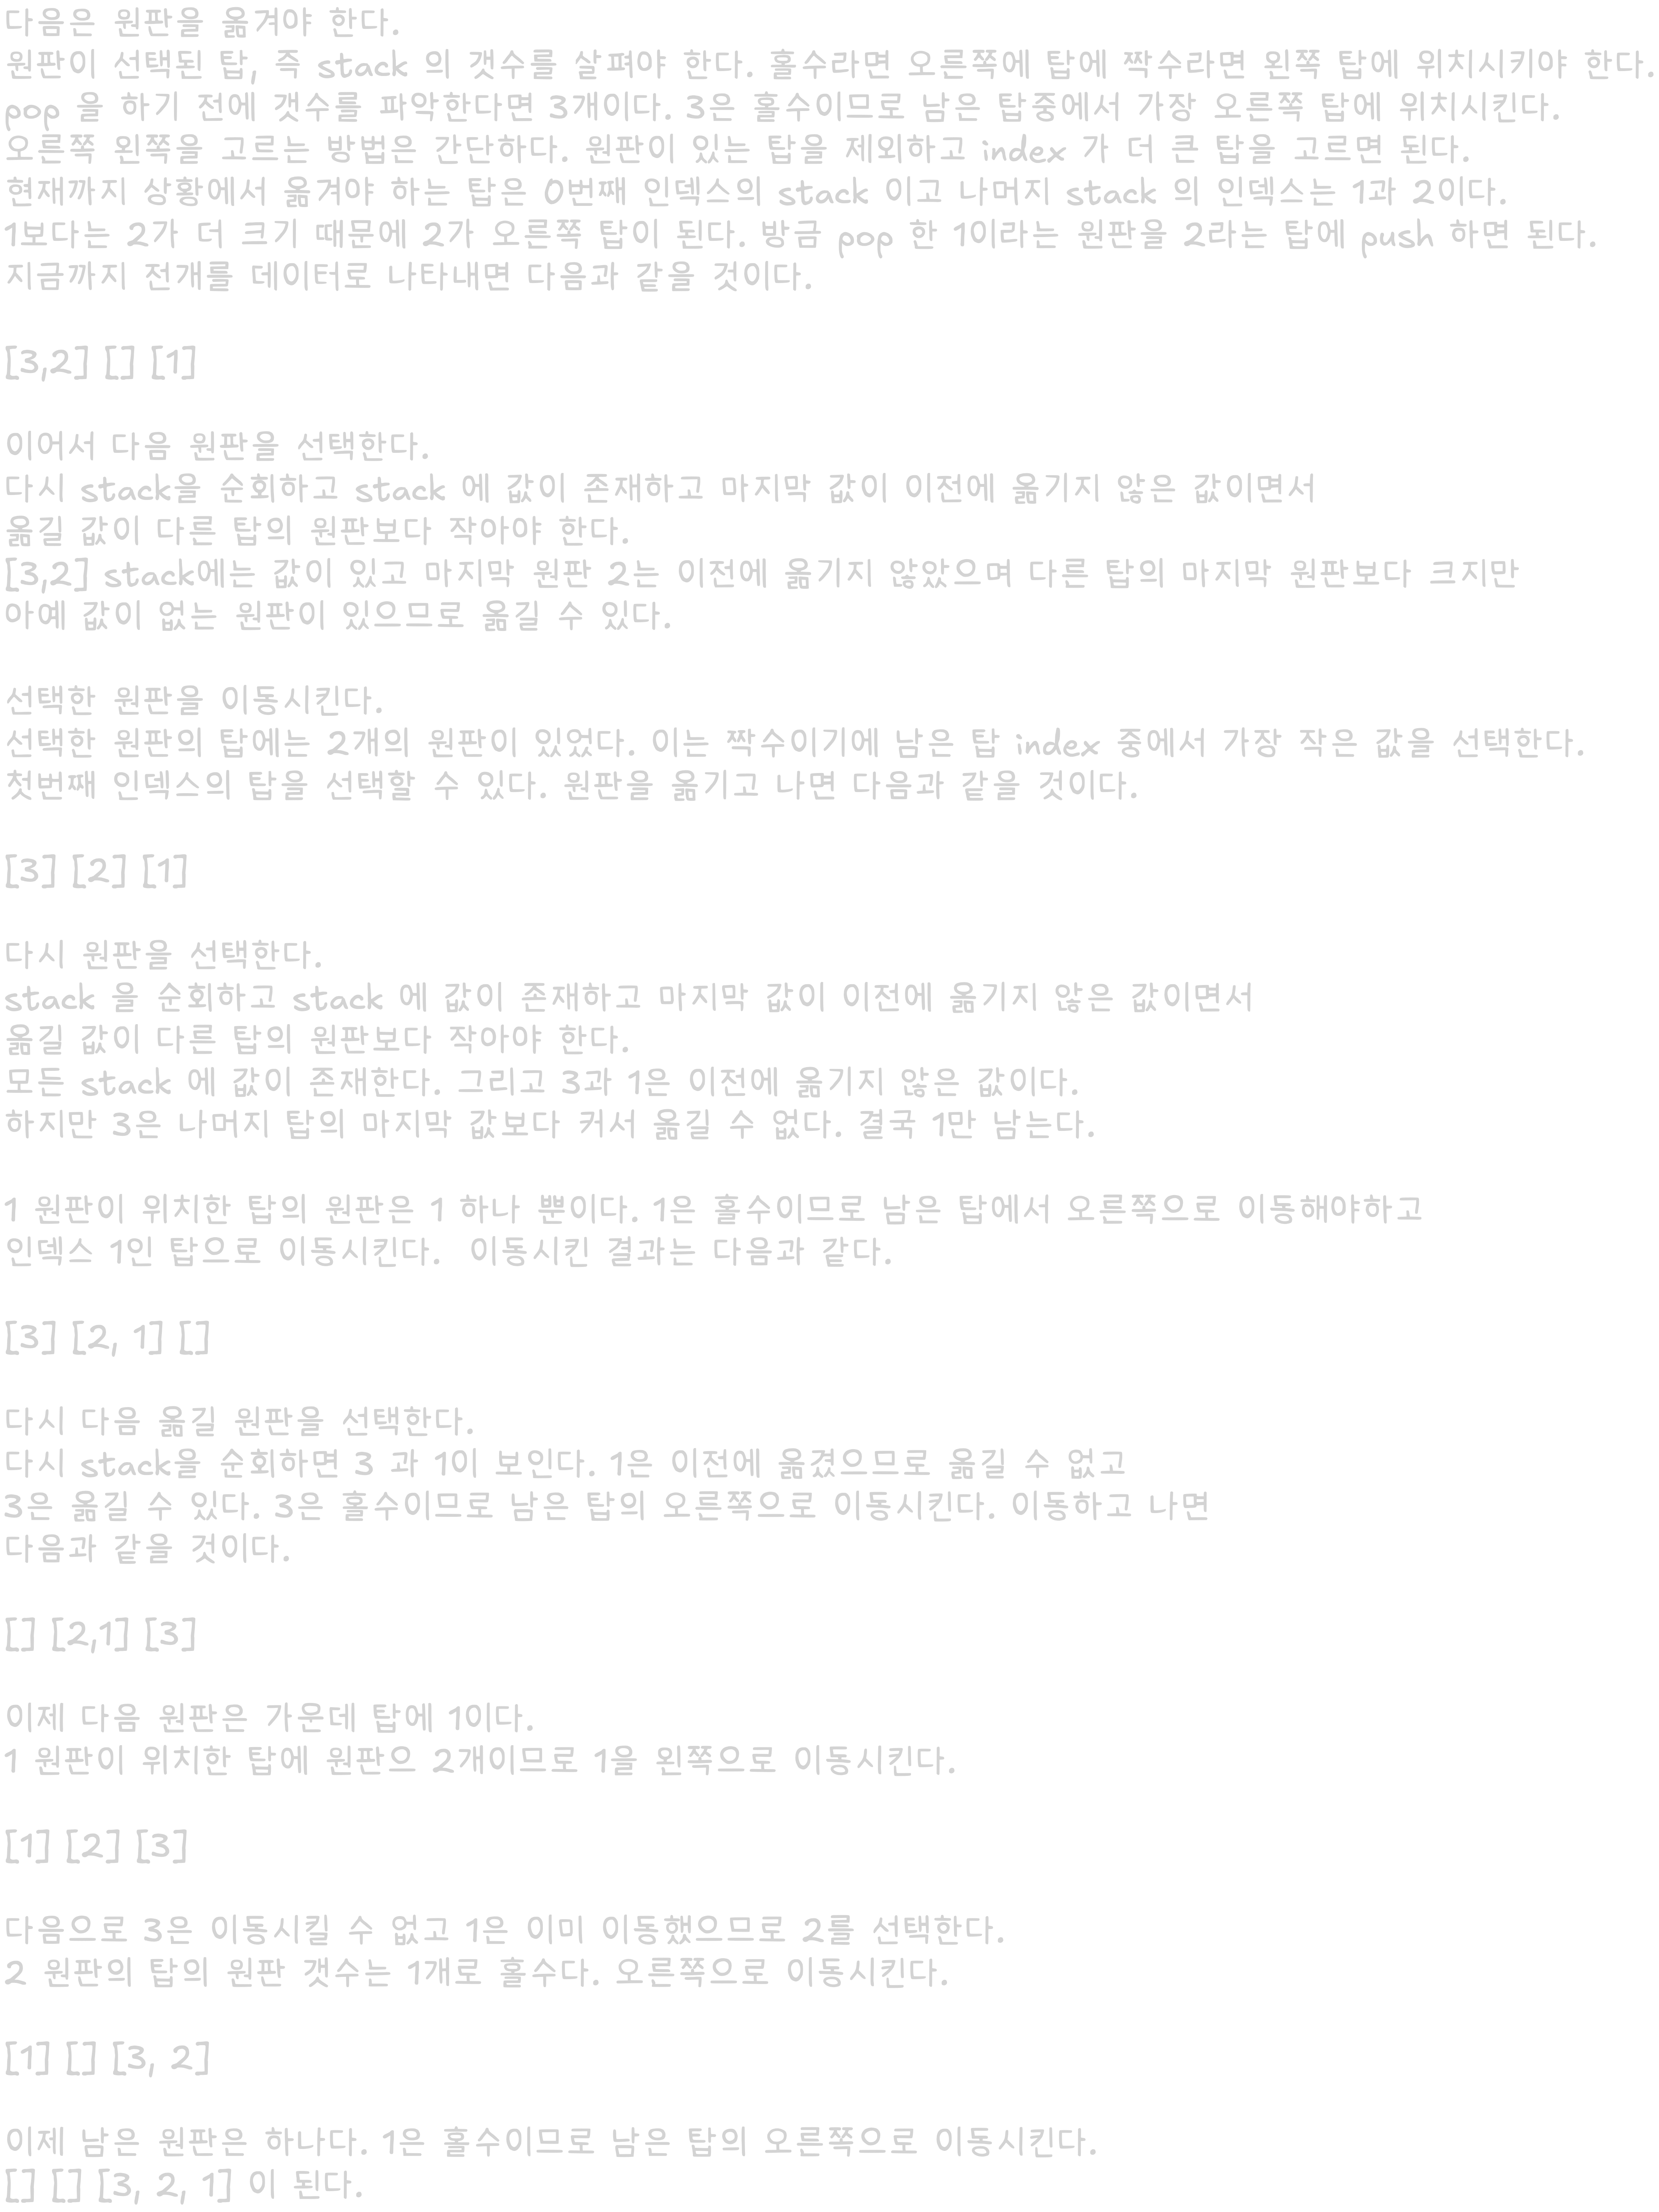 다음은 원판을 옮겨야 한다.
원판이 선택된 탑, 즉 stack 의 갯수를 살펴야 한다. 홀수라면 오른쪽에 탑에 짝수라면 왼쪽 탑에 위치시키야 한다.
pop 을 하기 전에 갯수를 파악한다면 3개이다. 3은 홀수이므로 남은 탑중에서 가장 오른쪽 탑에 위치시킨다.
오른쪽 왼쪽을 고르는 방법은 간단하다. 원판이 있는 탑을 제외하고 index 가 더 큰 탑을 고르면 된다.
현재까지 상황에서 옮겨야 하는 탑은 0번째 인덱스의 stack 이고 나머지 stack 의 인덱스는 1과 2이다.
1보다는 2가 더 크기 때문에 2가 오른쪽 탑이 된다. 방금 pop 한 1이라는 원판을 2라는 탑에 push 하면 된다.
지금까지 전개를 데이터로 나타내면 다음과 같을 것이다.
[3,2] [] [1]
이어서 다음 원판을 선택한다.
다시 stack을 순회하고 stack 에 값이 존재하고 마지막 값이 이전에 옮기지 않은 값이면서
옮길 값이 다른 탑의 원판보다 작아야 한다.
[3,2] stack에는 값이 있고 마지막 원판 2는 이전에 옮기지 않았으며 다른 탑의 마지막 원판보다 크지만
아예 값이 없는 원판이 있으므로 옮길 수 있다.
선택한 원판을 이동시킨다.
선택한 원판의 탑에는 2개의 원판이 있었다. 이는 짝수이기에 남은 탑 index 중에서 가장 작은 값을 선택한다.
첫번째 인덱스의 탑을 선택할 수 있다. 원판을 옮기고 나면 다음과 같을 것이다.
[3] [2] [1]
다시 원판을 선택한다.
stack 을 순회하고 stack 에 값이 존재하고 마지막 값이 이전에 옮기지 않은 값이면서
옮길 값이 다른 탑의 원판보다 작아야 한다.
모든 stack 에 값이 존재한다. 그리고 3과 1은 이전에 옮기지 않은 값이다.
하지만 3은 나머지 탑의 마지막 값보다 커서 옮길 수 없다. 결국 1만 남는다.
1 원판이 위치한 탑의 원판은 1 하나 뿐이다. 1은 홀수이므로 남은 탑에서 오른쪽으로 이동해야하고
인덱스 1인 탑으로 이동시킨다. 이동시킨 결과는 다음과 같다.
[3] [2, 1] []
다시 다음 옮길 원판을 선택한다.
다시 stack을 순회하면 3 과 1이 보인다. 1은 이전에 옮겼으므로 옮길 수 없고
3은 옮길 수 있다. 3은 홀수이므로 남은 탑의 오른쪽으로 이동시킨다. 이동하고 나면
다음과 같을 것이다.
[] [2,1] [3]
이제 다음 원판은 가운데 탑에 1이다.
1 원판이 위치한 탑에 원판으 2개이므로 1을 왼쪽으로 이동시킨다.
[1] [2] [3]
다음으로 3은 이동시킬 수 없고 1은 이미 이동했으므로 2를 선택한다.
2 원판의 탑의 원판 갯수는 1개로 홀수다. 오른쪽으로 이동시킨다.
[1] [] [3, 2]
이제 남은 원판은 하나다. 1은 홀수이므로 남은 탑의 오른쪽으로 이동시킨다.
[] [] [3, 2, 1] 이 된다.